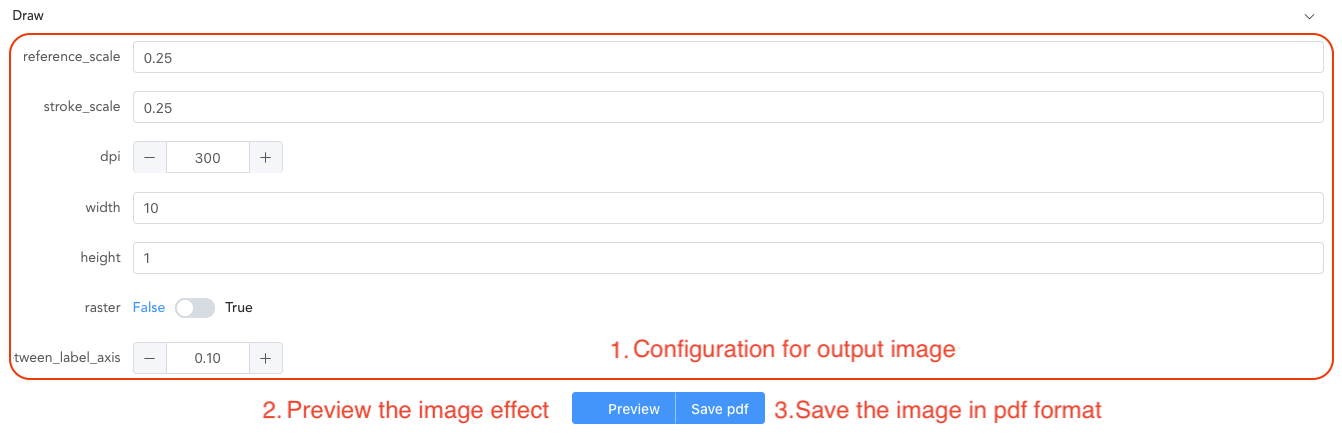 Draw
reference_scale 0.25
stroke_scale 0.25
dpi 300
width 10
height 1
raster False True
tween_label_axis 0.10
1. Configuration for output image
2. Preview the image effect Preview Save pdf 3.Save the image in pdf format